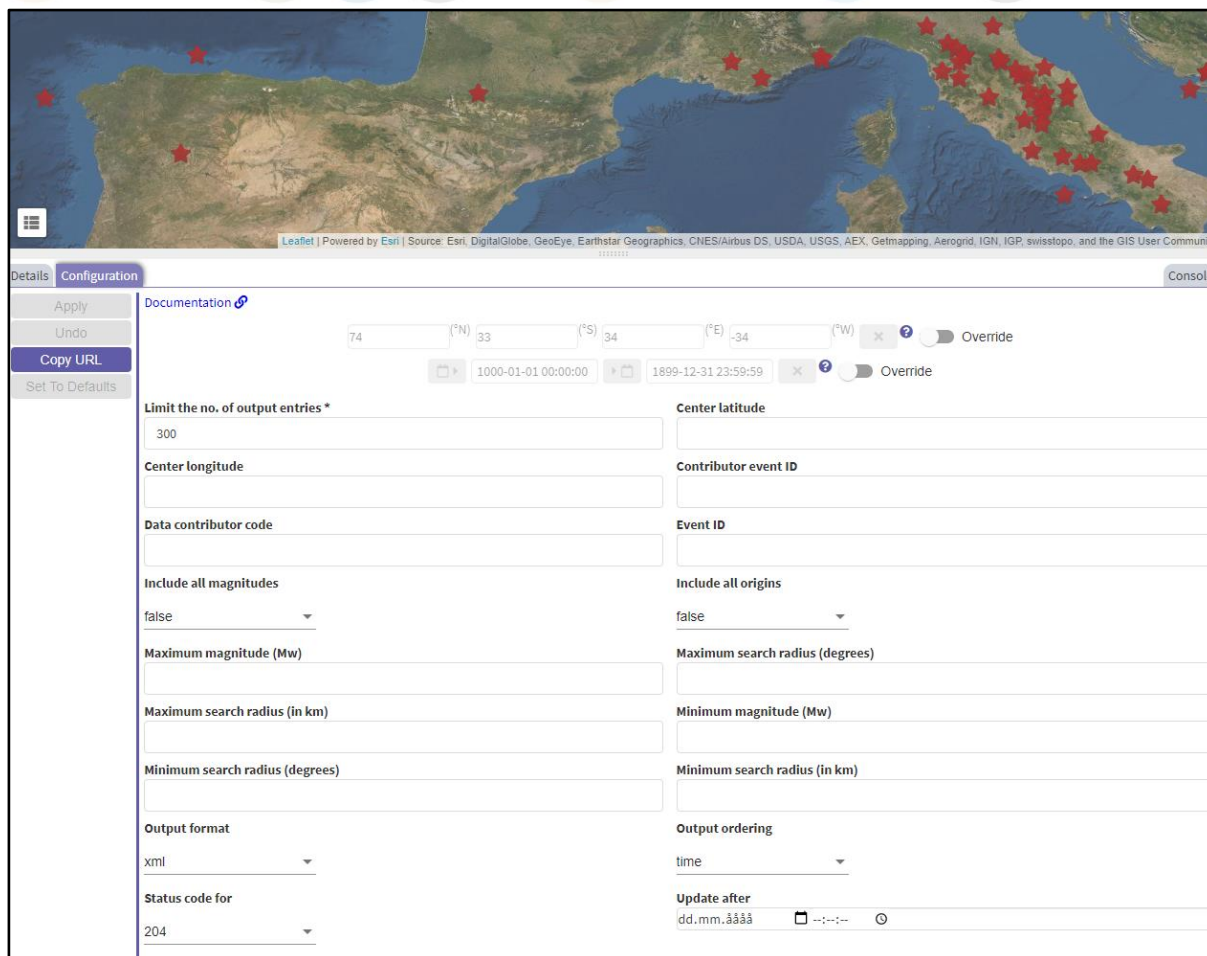 Leaflet | Powered by Esri | Source: Esri, DigitalGlobe, GeoEye, Earthstar Geographics, CNES/Airbus DS, USDA, USGS, AEX, Getmapping, Aerogrid, IGN, IGP, swisstopo, and the GIS User Communi
Details Configuration Consol
Apply
Documentation
Undo
74 (°N) 33 (°S) 34 (°E) -34 (°W) × ? Override
Copy URL
1000-01-01 00:00:00 1899-12-31 23:59:59 × ? Override
Set To Defaults
Limit the no. of output entries * Center latitude
300
Center longitude Contributor event ID
Data contributor code Event ID
Include all magnitudes Include all origins
false false
Maximum magnitude (Mw) Maximum search radius (degrees)
Maximum search radius (in km) Minimum magnitude (Mw)
Minimum search radius (degrees) Minimum search radius (in km)
Output format Output ordering
xml time
Status code for Update after
dd.mm.åååå --:--:--
204